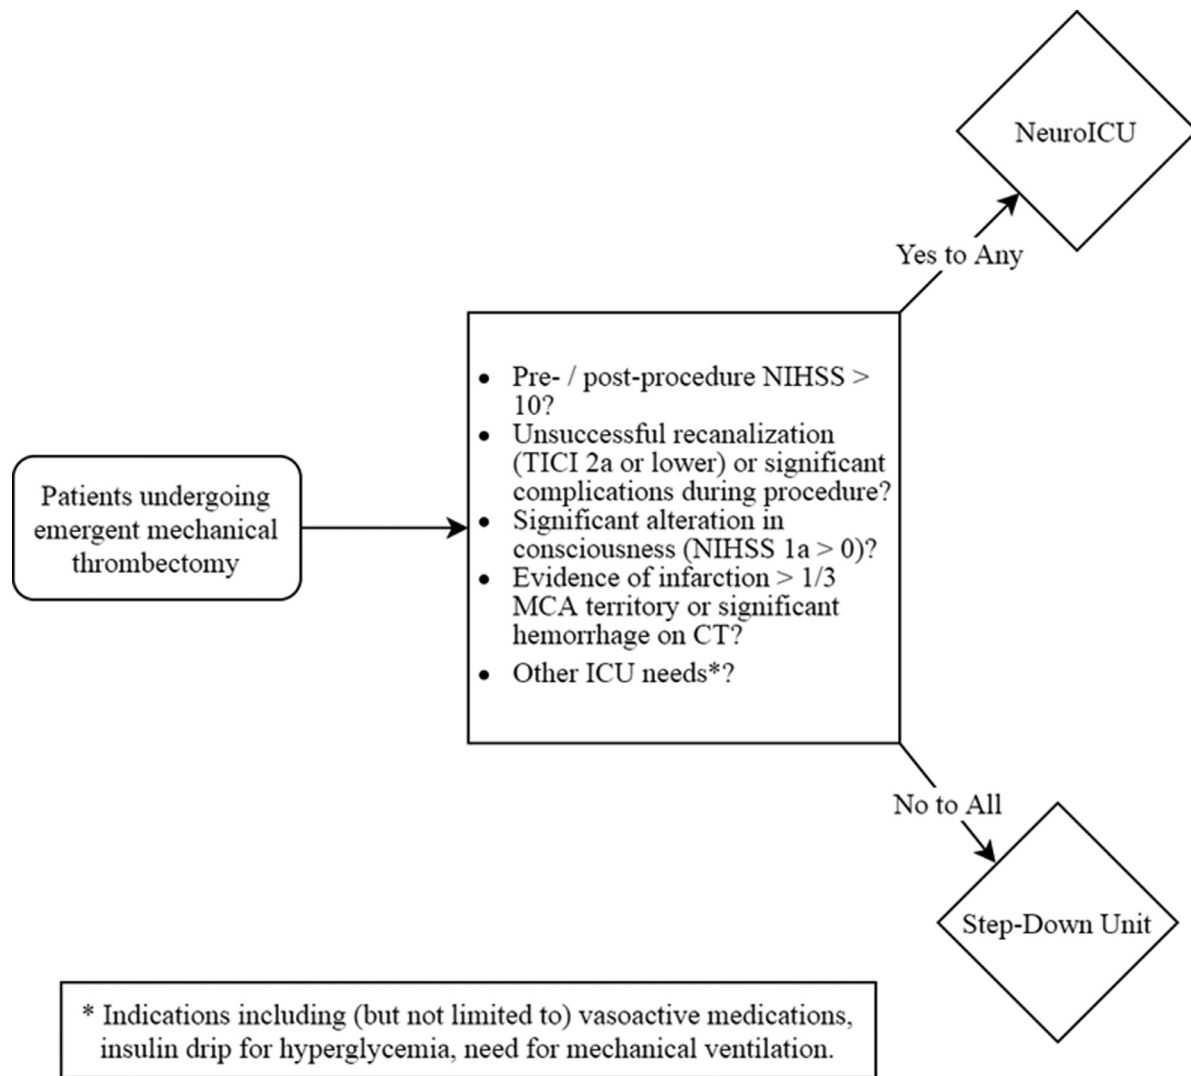 NeuroICU
Yes to Any
• Pre- / post-procedure NIHSS >
10?
• Unsuccessful recanalization
(TICI 2a or lower) or significant
complications during procedure?
• Significant alteration in
consciousness (NIHSS 1a > 0)?
• Evidence of infarction > 1/3
MCA territory or significant
hemorrhage on CT?
• Other ICU needs*?
Patients undergoing
emergent mechanical
thrombectomy
No to All
Step-Down Unit
* Indications including (but not limited to) vasoactive medications,
insulin drip for hyperglycemia, need for mechanical ventilation.